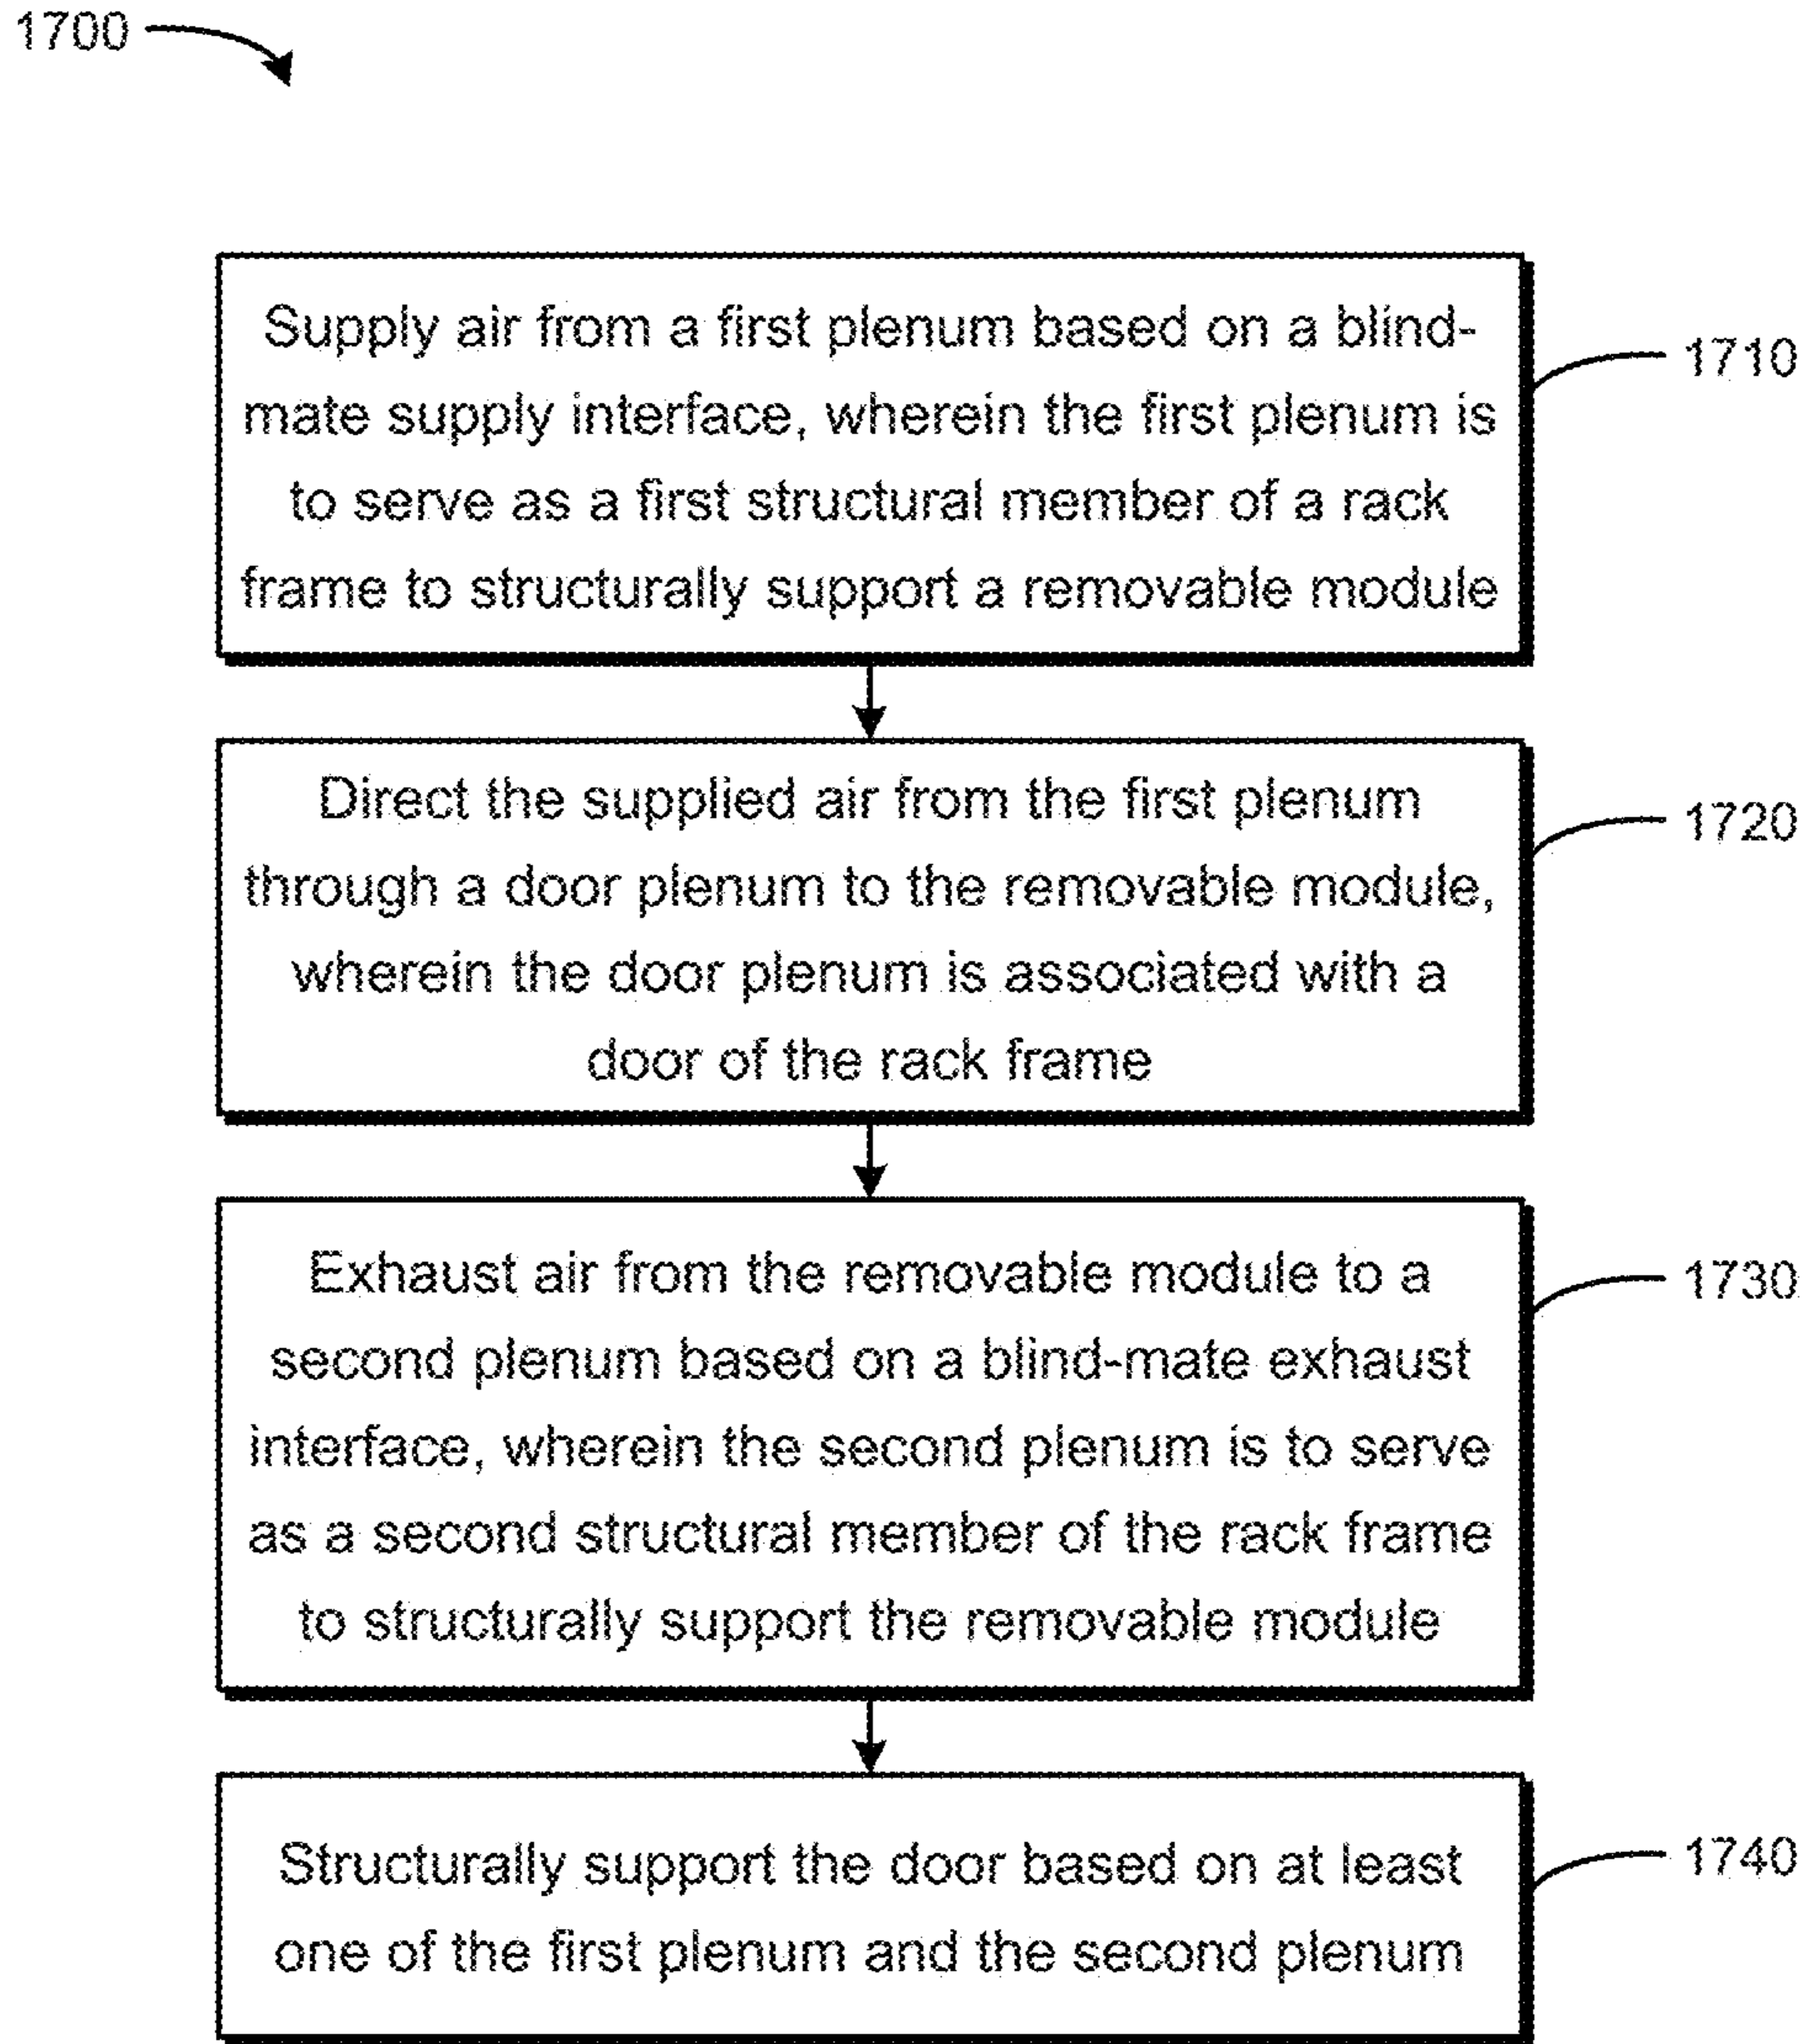 1700
Supply air from a first plenum based on a blind-
mate supply interface, wherein the first plenum is
to serve as a first structural member of a rack
frame to structurally support a removable module
1710
Direct the supplied air from the first plenum
through a door plenum to the removable module,
wherein the door plenum is associated with a
door of the rack frame
1720
Exhaust air from the removable module to a
second plenum based on a blind-mate exhaust
interface, wherein the second plenum is to serve
as a second structural member of the rack frame
to structurally support the removable module
1730
Structurally support the door based on at least
one of the first plenum and the second plenum
1740